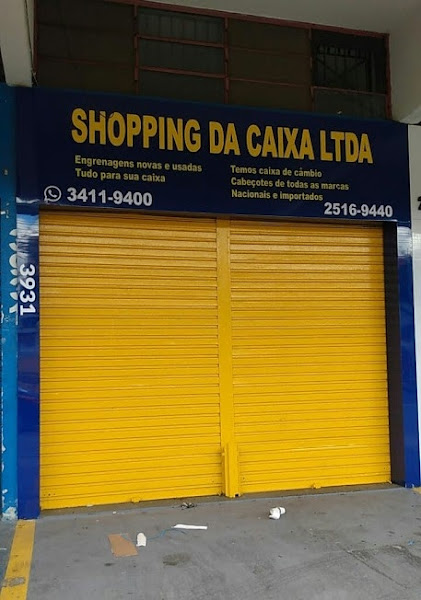 SHOPPING DA CAIXA LTDA
Engrenagens novas e usadas
Tudo para sua caixa
3411-9400
Temos caixa de câmbio
Cabeçotes de todas as marcas
Nacionais e importados
2516-9440
3931